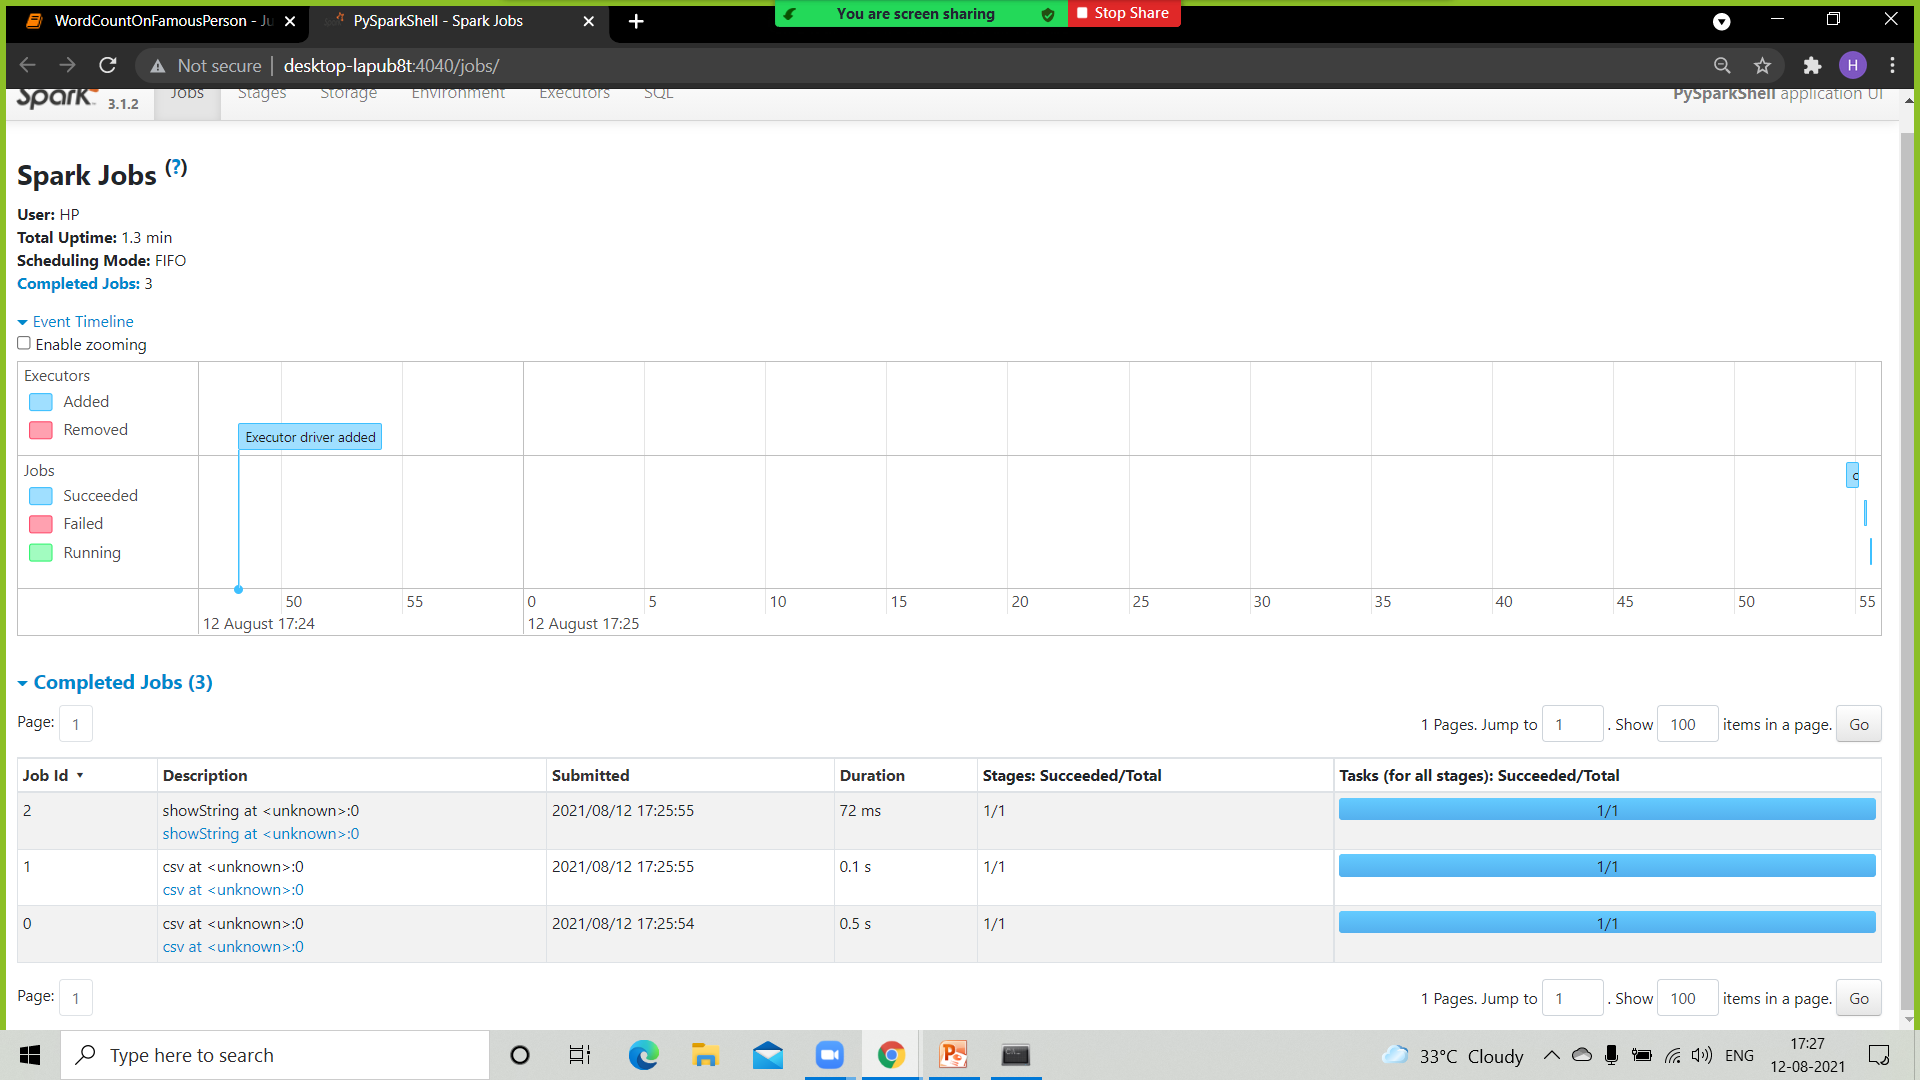 WordCountOnFamousPerson - Ju
PySparkShell - Spark Jobs
You are screen sharing
Stop Share
Not secure
desktop-lapub8t:4040/jobs/
H
Spark 3.1.2
Jobs
Stages
Storage
Environment
Executors
SQL
PySparkShell application UI
Spark Jobs (?)
User: HP
Total Uptime: 1.3 min
Scheduling Mode: FIFO
Completed Jobs: 3
Event Timeline
Enable zooming
Executors
Added
Removed
Executor driver added
Jobs
Succeeded
Failed
Running
c
50 55 0 5 10 15 20 25 30 35 40 45 50 55
12 August 17:24 12 August 17:25
Completed Jobs (3)
Page: 1
1 Pages. Jump to 1 . Show 100 items in a page. Go
Job Id Description Submitted Duration Stages: Succeeded/Total Tasks (for all stages): Succeeded/Total
2 showString at <unknown>:0 2021/08/12 17:25:55 72 ms 1/1 1/1
showString at <unknown>:0
1 csv at <unknown>:0 2021/08/12 17:25:55 0.1 s 1/1 1/1
csv at <unknown>:0
0 csv at <unknown>:0 2021/08/12 17:25:54 0.5 s 1/1 1/1
csv at <unknown>:0
Page: 1
1 Pages. Jump to 1 . Show 100 items in a page. Go
Type here to search
33°C Cloudy
ENG
17:27
12-08-2021